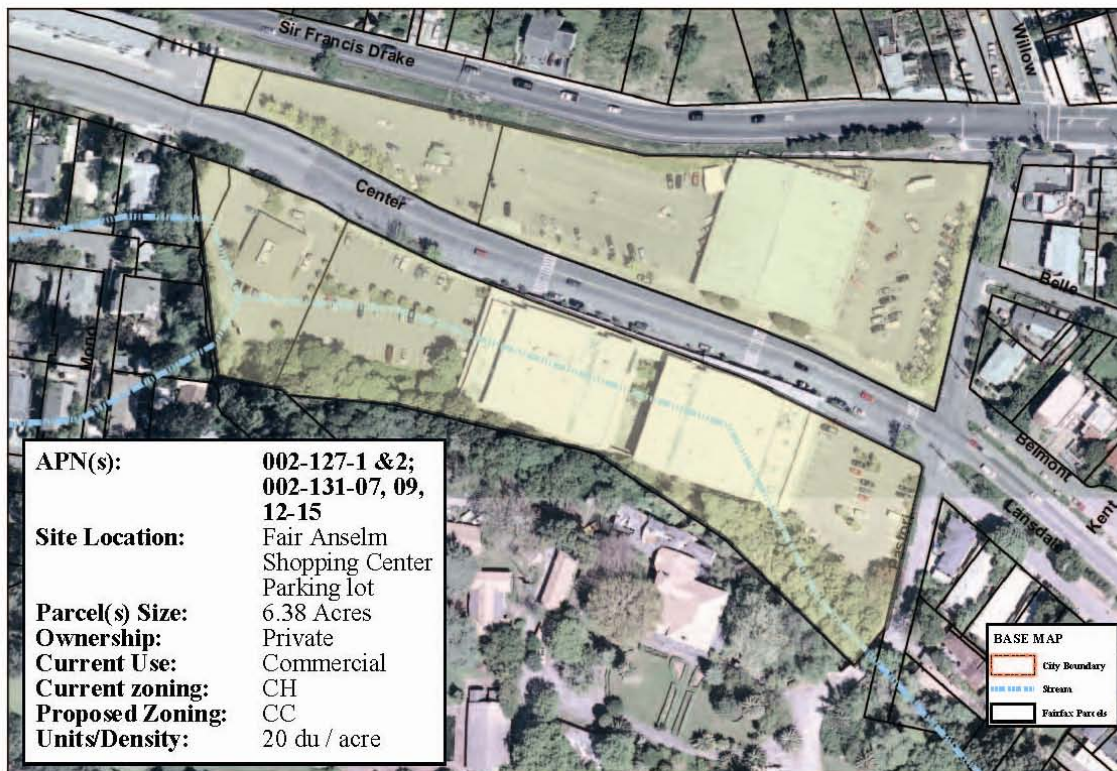 Sir Francis Drake
Willow
Center
Mono
Belle
Belmont
Lansdale
Kent
APN(s): 002-127-1 &2;
002-131-07, 09,
12-15
Site Location: Fair Anselm
Shopping Center
Parking lot
Parcel(s) Size: 6.38 Acres
Ownership: Private
Current Use: Commercial
Current zoning: CH
Proposed Zoning: CC
Units/Density: 20 du / acre
BASE MAP
City Boundary
Stream
Fairfax Parcels